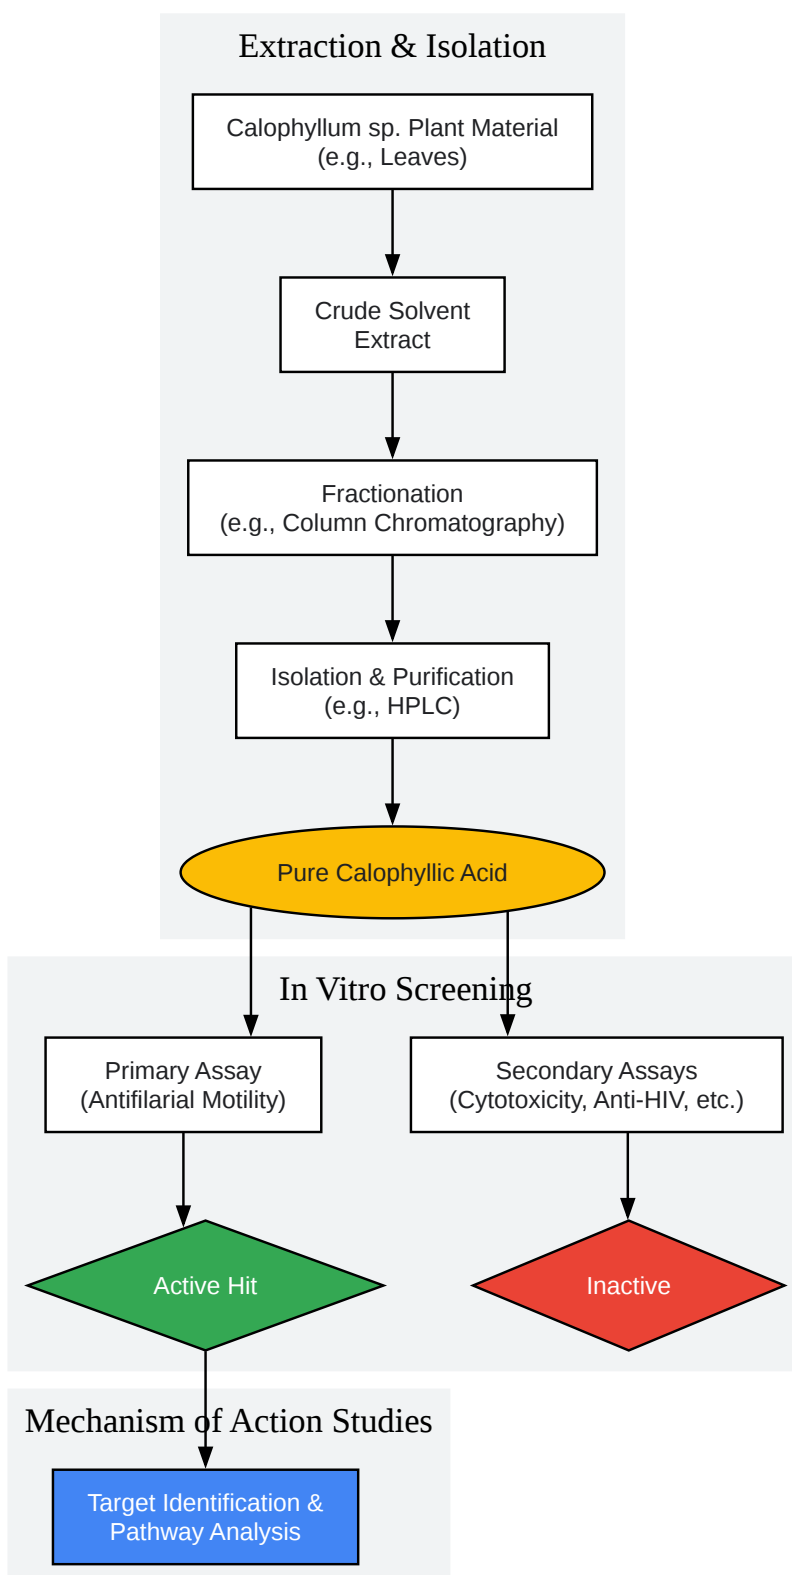 Extraction & Isolation
Calophyllum sp. Plant Material
(e.g., Leaves)
Crude Solvent
Extract
Fractionation
(e.g., Column Chromatography)
Isolation & Purification
(e.g., HPLC)
Pure Calophyllic Acid
In Vitro Screening
Primary Assay
(Antifilarial Motility)
Secondary Assays
(Cytotoxicity, Anti-HIV, etc.)
Active Hit
Inactive
Mechanism of Action Studies
Target Identification &
Pathway Analysis